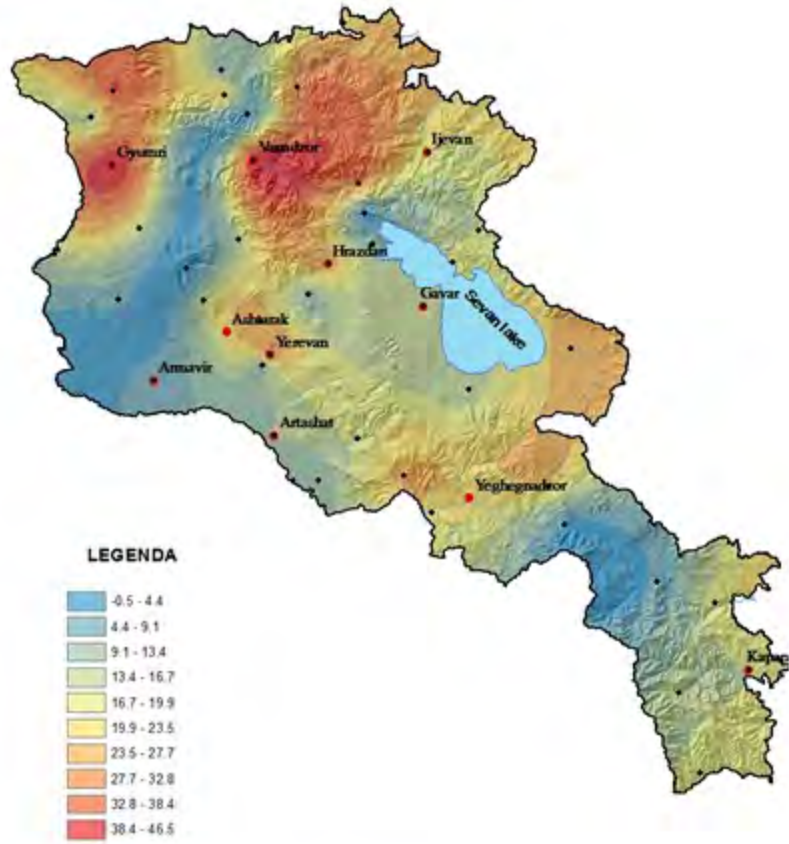 Gyumri
Vanadzor
Ijevan
Hrazdan
Gavar
Sevan lake
Ashtarak
Yerevan
Armavir
Artashat
Yeghegnadzor
Kapan
LEGENDA
-0.5 - 4.4
4.4 - 9.1
9.1 - 13.4
13.4 - 16.7
16.7 - 19.9
19.9 - 23.5
23.5 - 27.7
27.7 - 32.8
32.8 - 38.4
38.4 - 46.5